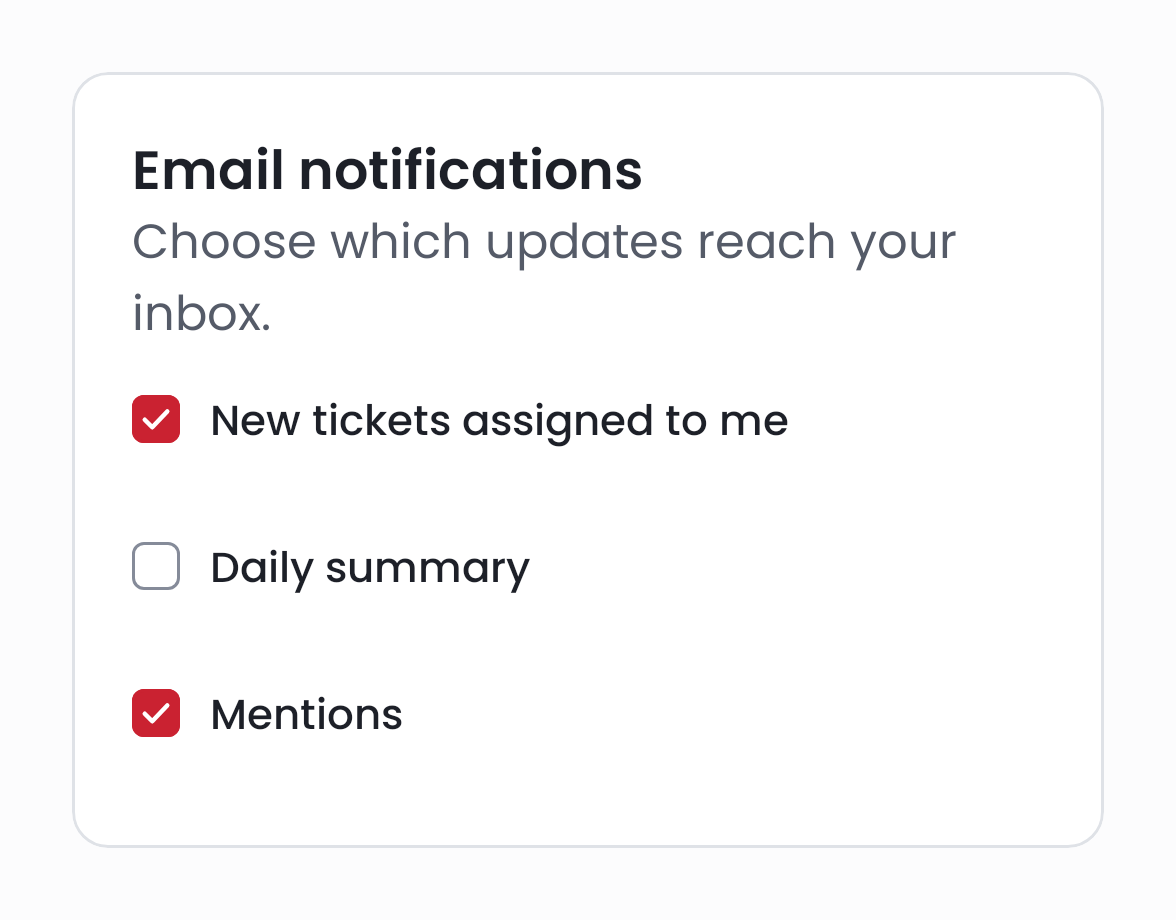 Email notifications
Choose which updates reach your
inbox.
New tickets assigned to me
Daily summary
Mentions